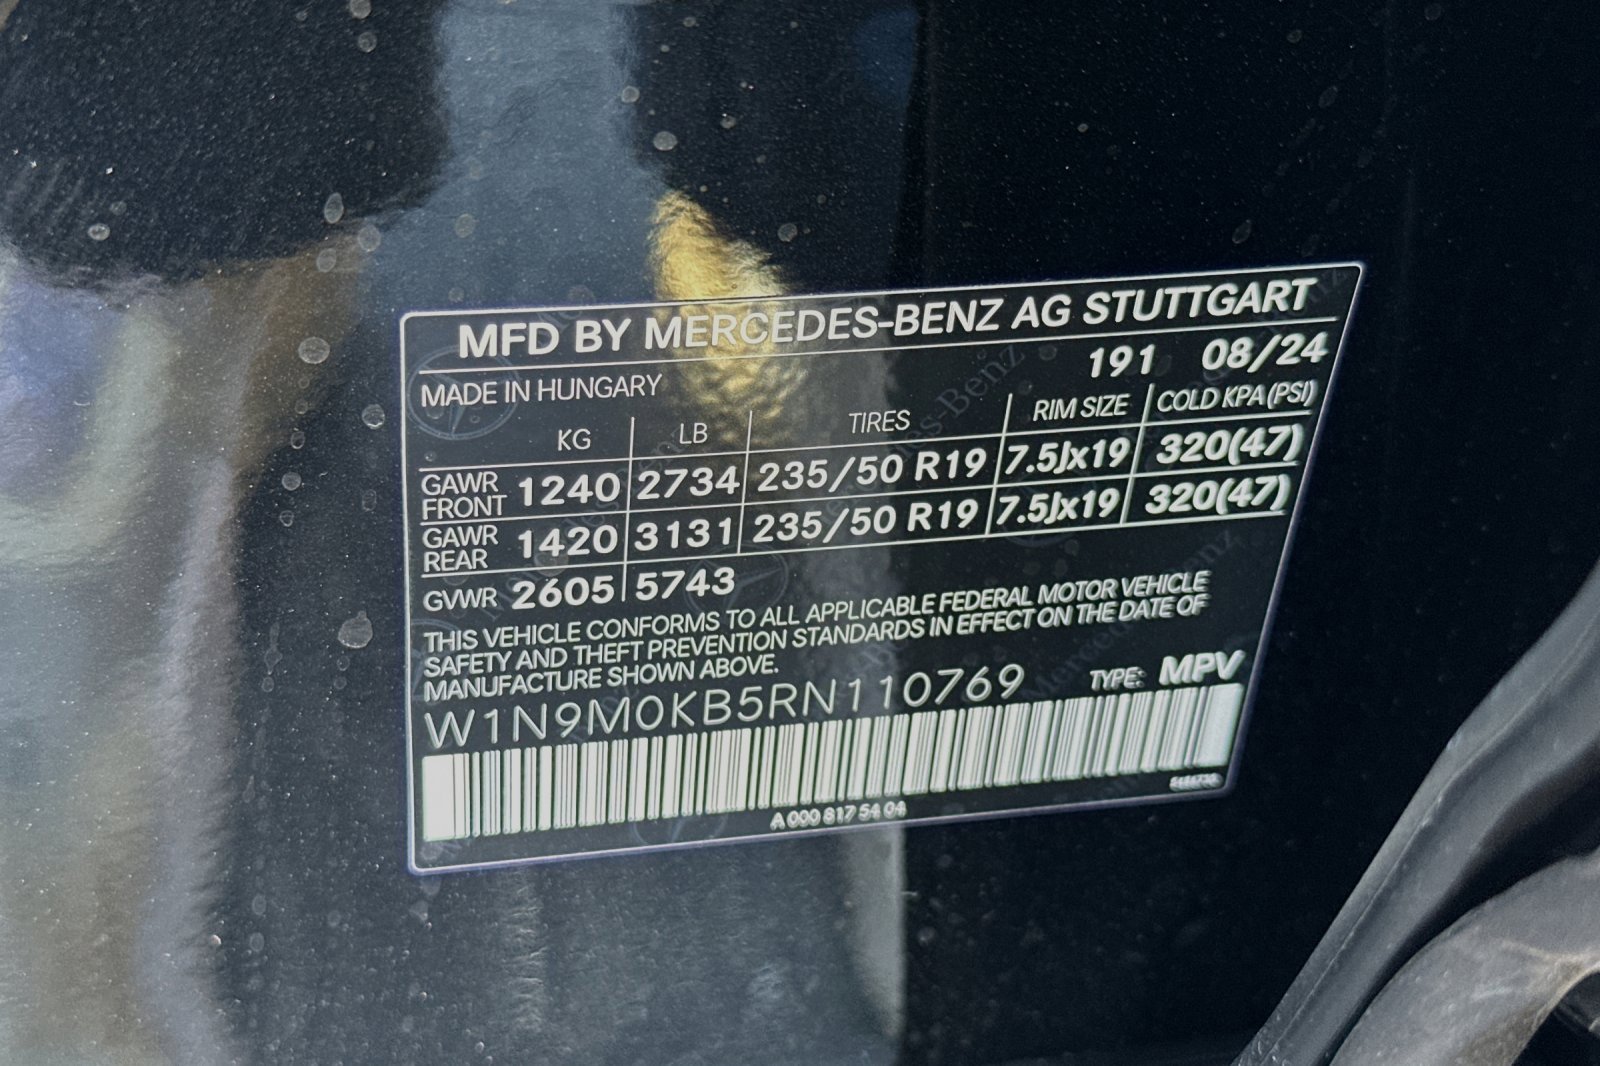 MFD BY MERCEDES-BENZ AG STUTTGART
MADE IN HUNGARY 191 08/24
KG LB TIRES RIM SIZE COLD KPA (PSI)
GAWR FRONT 1240 2734 235/50 R19 7.5Jx19 320(47)
GAWR REAR 1420 3131 235/50 R19 7.5Jx19 320(47)
GVWR 2605 5743
THIS VEHICLE CONFORMS TO ALL APPLICABLE FEDERAL MOTOR VEHICLE
SAFETY AND THEFT PREVENTION STANDARDS IN EFFECT ON THE DATE OF
MANUFACTURE SHOWN ABOVE.
W1N9M0KB5RN110769 TYPE: MPV
A 000 817 54 04